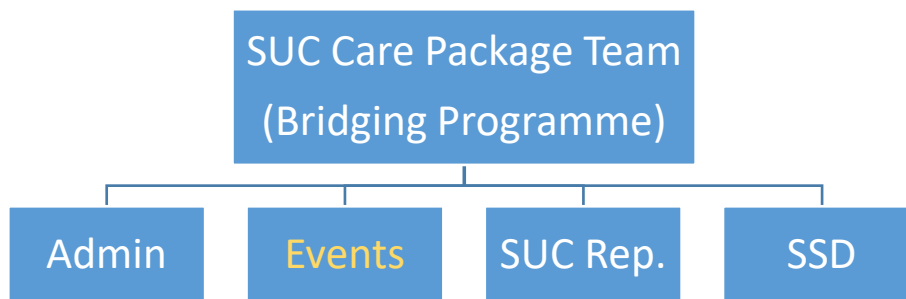 SUC Care Package Team
(Bridging Programme)
Admin
Events
SUC Rep.
SSD